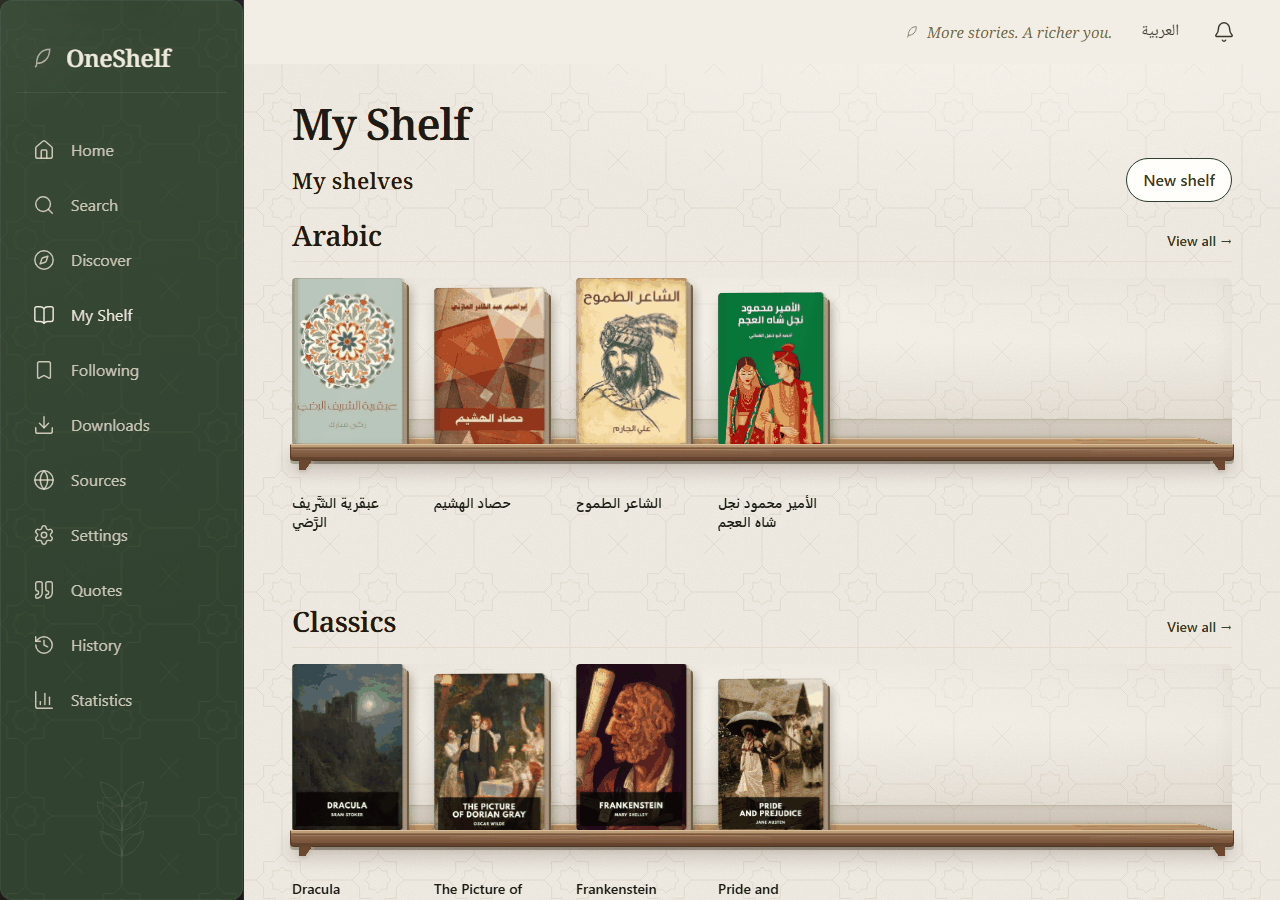 OneShelf
More stories. A richer you.
العربية
Home
Search
Discover
My Shelf
Following
Downloads
Sources
Settings
Quotes
History
Statistics
My Shelf
My shelves
New shelf
Arabic
View all →
عبقرية الشريف الرضي
زكي مبارك
إبراهيم عبد القادر المازني
حصاد الهشيم
الشاعر الطموح
علي الجارم
الأمير محمود
نجل شاه العجم
عبقرية الشَّريف
الرَّضي
حصاد الهشيم
الشاعر الطموح
الأمير محمود نجل
شاه العجم
Classics
View all →
DRACULA
BRAM STOKER
THE PICTURE
OF DORIAN GRAY
OSCAR WILDE
FRANKENSTEIN
MARY SHELLEY
PRIDE
AND PREJUDICE
JANE AUSTEN
Dracula
The Picture of
Frankenstein
Pride and